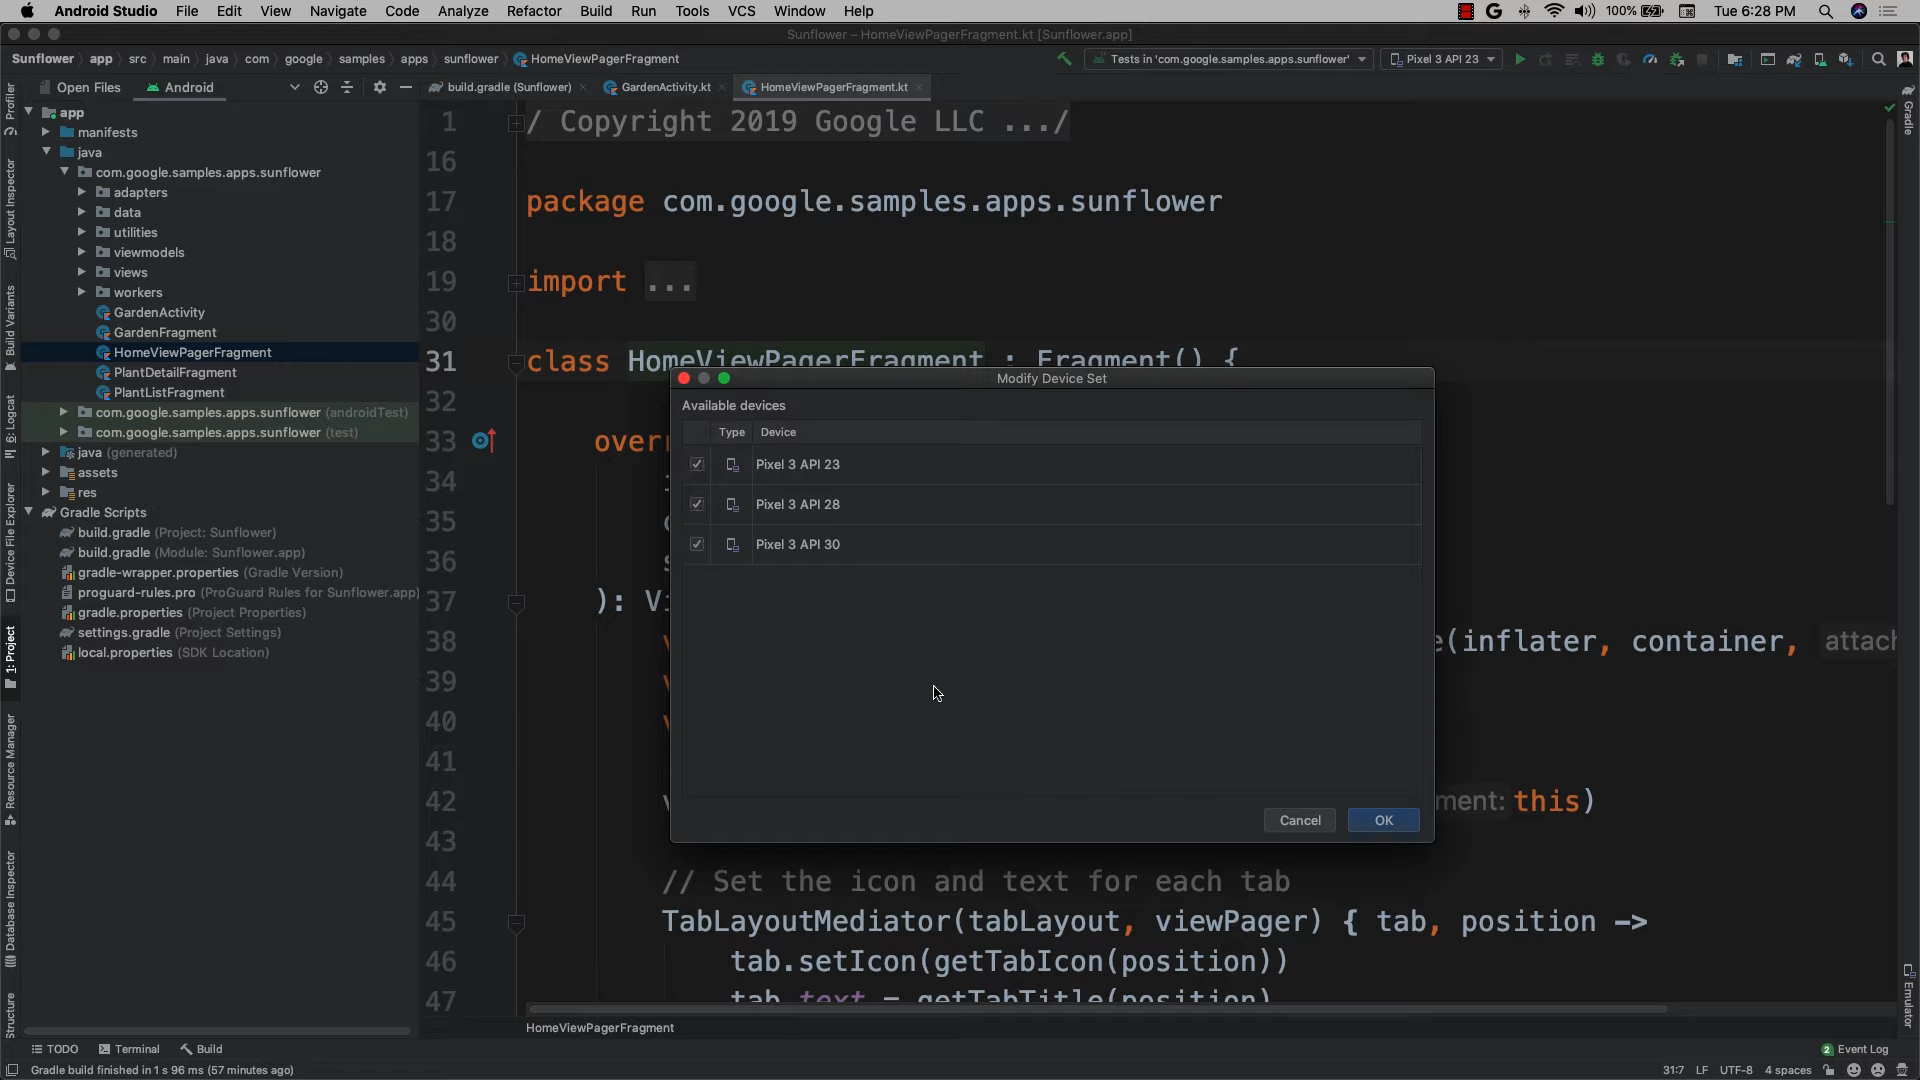 Android Studio File Edit View Navigate Code Analyze Refactor Build Run Tools VCS Window Help 100% Tue 6:28 PM
Sunflower – HomeViewPagerFragment.kt [Sunflower.app]
Sunflower app src main java com google samples apps sunflower HomeViewPagerFragment Tests in 'com.google.samples.apps.sunflower' Pixel 3 API 23
Open Files Android build.gradle (Sunflower) GardenActivity.kt HomeViewPagerFragment.kt
Profiler
Layout Inspector
Build Variants
6: Logcat
Device File Explorer
1: Project
Resource Manager
Database Inspector
Structure
app
manifests
java
com.google.samples.apps.sunflower
adapters
data
utilities
viewmodels
views
workers
GardenActivity
GardenFragment
HomeViewPagerFragment
PlantDetailFragment
PlantListFragment
com.google.samples.apps.sunflower (androidTest)
com.google.samples.apps.sunflower (test)
java (generated)
assets
res
Gradle Scripts
build.gradle (Project: Sunflower)
build.gradle (Module: Sunflower.app)
gradle-wrapper.properties (Gradle Version)
proguard-rules.pro (ProGuard Rules for Sunflower.app)
gradle.properties (Project Properties)
settings.gradle (Project Settings)
local.properties (SDK Location)
1 / Copyright 2019 Google LLC .../
16
17 package com.google.samples.apps.sunflower
18
19 import ...
30
31 class HomeViewPagerFragment : Fragment() {
32
33 over
34
35
36
37 ): Vi
38 e(inflater, container, attach
39
40
41
42 ment: this)
43
44 // Set the icon and text for each tab
45 TabLayoutMediator(tabLayout, viewPager) { tab, position ->
46 tab.setIcon(getTabIcon(position))
47 tab.text = getTabTitle(position)
Modify Device Set
Available devices
Type Device
Pixel 3 API 23
Pixel 3 API 28
Pixel 3 API 30
Cancel OK
Gradle
Emulator
HomeViewPagerFragment
TODO Terminal Build 2 Event Log
Gradle build finished in 1 s 96 ms (57 minutes ago) 31:7 LF UTF-8 4 spaces